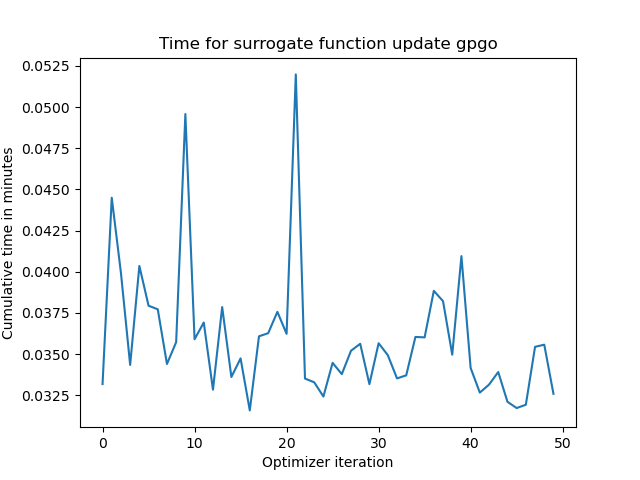 Time for surrogate function update gpgo
0.0525
0.0500
0.0475
0.0450
0.0425
0.0400
0.0375
0.0350
0.0325
Cumulative time in minutes
0 10 20 30 40 50
Optimizer iteration